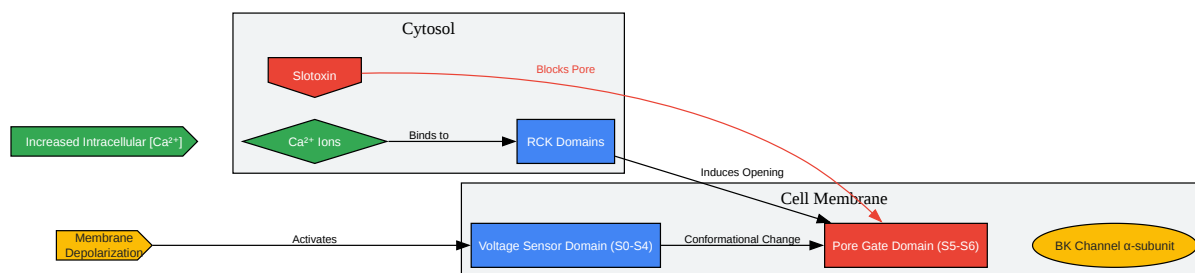 Cytosol
Slotoxin
Blocks Pore
Increased Intracellular [Ca²⁺]
Ca²⁺ Ions
Binds to
RCK Domains
Induces Opening
Cell Membrane
Membrane
Depolarization
Activates
Voltage Sensor Domain (S0-S4)
Conformational Change
Pore Gate Domain (S5-S6)
BK Channel α-subunit